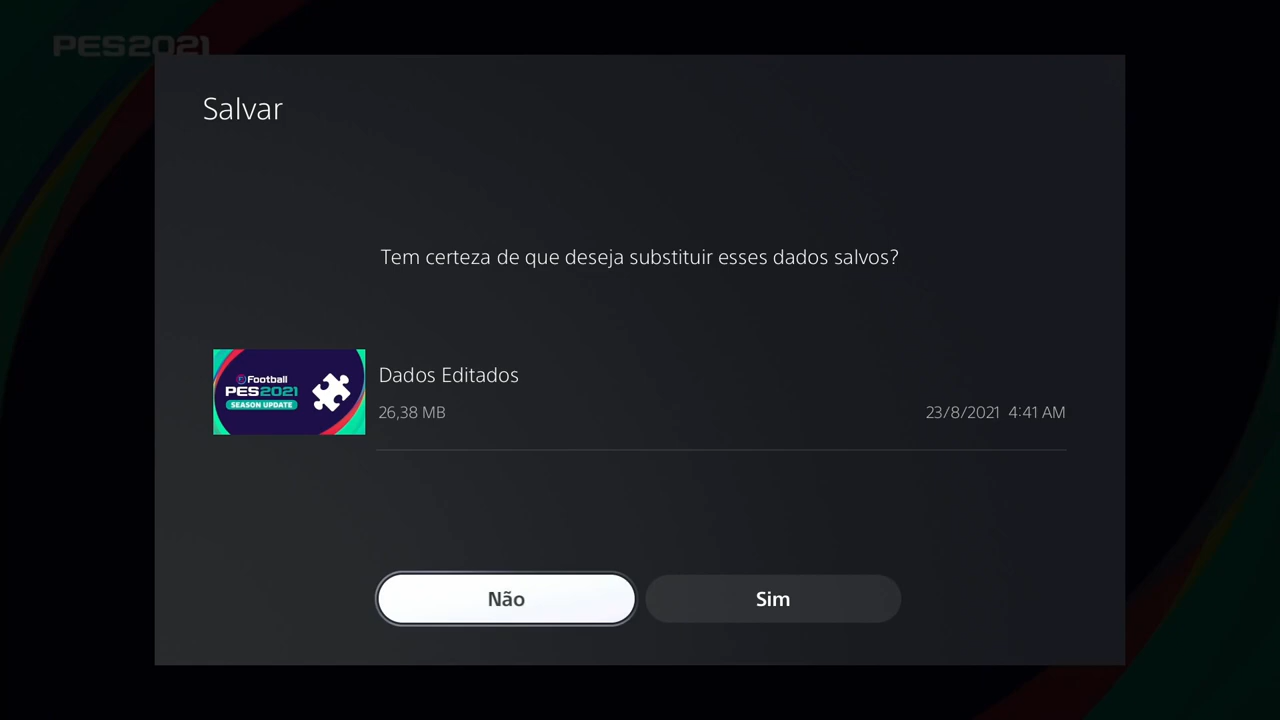 PES2021
Salvar
Tem certeza de que deseja substituir esses dados salvos?
eFootball
PES2021
SEASON UPDATE
Dados Editados
26,38 MB
23/8/2021 4:41 AM
Não
Sim